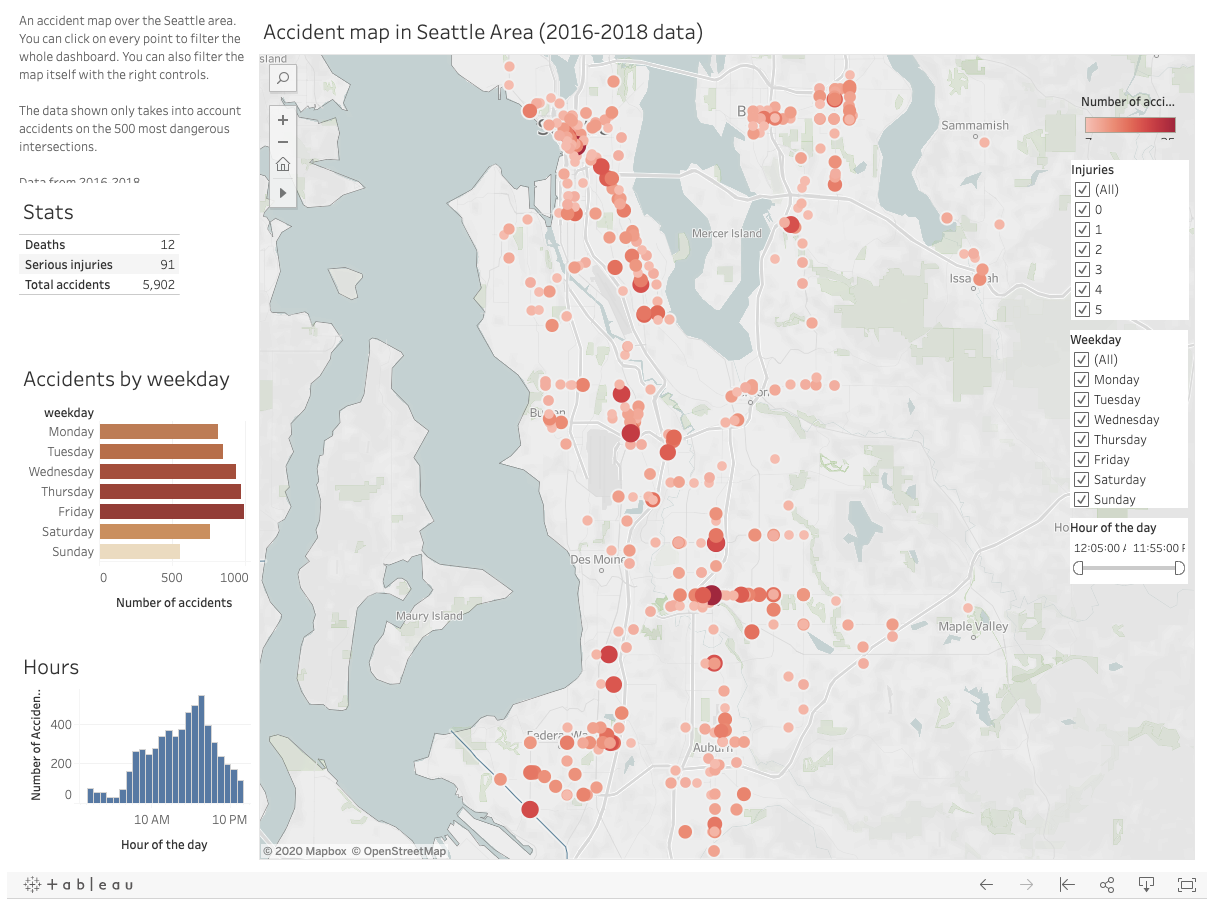 An accident map over the Seattle area.
You can click on every point to filter the
whole dashboard. You can also filter the
map itself with the right controls.
The data shown only takes into account
accidents on the 500 most dangerous
intersections.
Data from 2016-2018
Stats
Deaths 12
Serious injuries 91
Total accidents 5,902
Accidents by weekday
weekday
Monday
Tuesday
Wednesday
Thursday
Friday
Saturday
Sunday
0 500 1000
Number of accidents
Hours
Number of Acciden..
400
200
0
10 AM 10 PM
Hour of the day
Accident map in Seattle Area (2016-2018 data)
sland
Sammamish
Mercer Island
Des Moine
Maury Island
Maple Valley
Federa Wa
Auburn
© 2020 Mapbox © OpenStreetMap
Number of acci...
Injuries
(All)
0
1
2
3
4
5
Weekday
(All)
Monday
Tuesday
Wednesday
Thursday
Friday
Saturday
Sunday
Ho
Hour of the day
12:05:00 A 11:55:00 P
+ a b l e a u